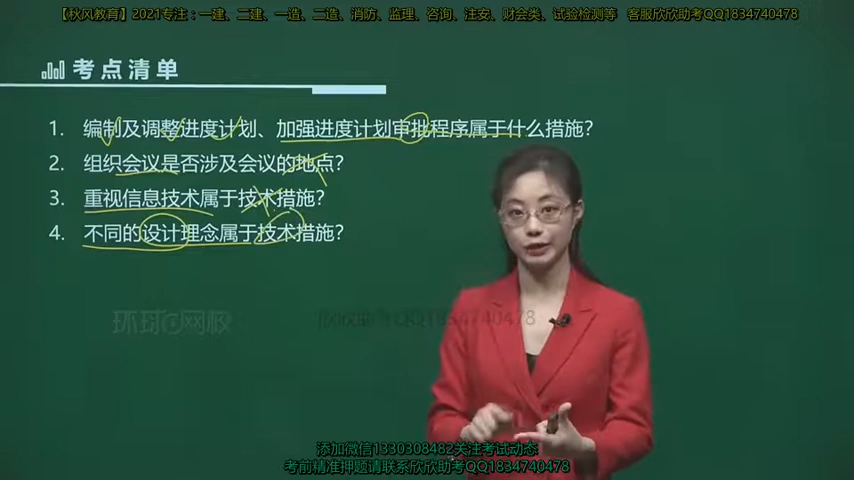 【秋风教育】2021专注：一建、二建、一造、二造、消防、监理、咨询、注安、财会类、试验检测等 客服欣欣助考QQ1834740478
考点清单
1. 编制及调整进度计划、加强进度计划审批程序属于什么措施?
2. 组织会议是否涉及会议的地点?
3. 重视信息技术属于技术措施?
4. 不同的设计理念属于技术措施?
环球网校
QQ1834740478
添加微信1330308482关注考试动态
考前精准押题请联系欣欣助考QQ1834740478